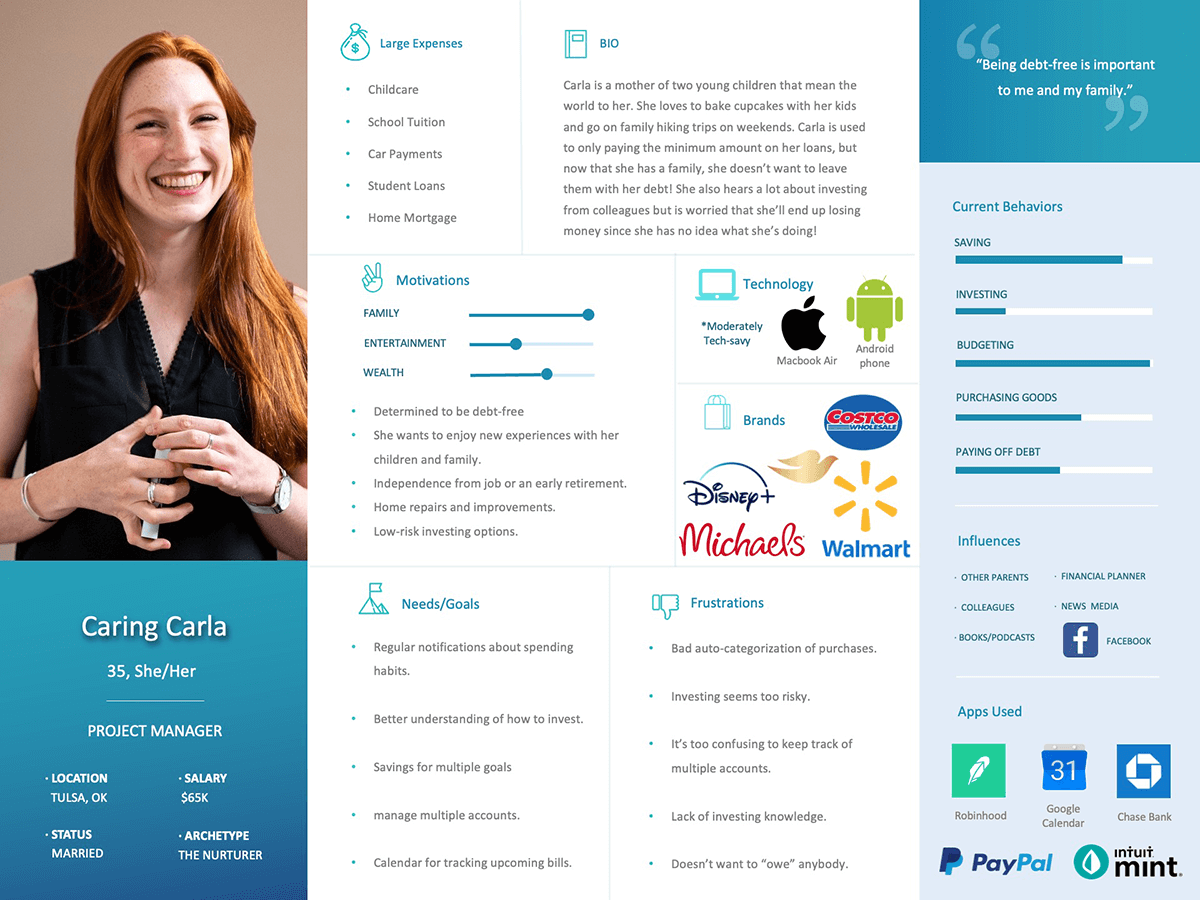 Large Expenses
• Childcare
• School Tuition
• Car Payments
• Student Loans
• Home Mortgage
BIO
Carla is a mother of two young children that mean the
world to her. She loves to bake cupcakes with her kids
and go on family hiking trips on weekends. Carla is used
to only paying the minimum amount on her loans, but
now that she has a family, she doesn’t want to leave
them with her debt! She also hears a lot about investing
from colleagues but is worried that she’ll end up losing
money since she has no idea what she’s doing!
“Being debt-free is important
to me and my family.”
Motivations
FAMILY
ENTERTAINMENT
WEALTH
• Determined to be debt-free
• She wants to enjoy new experiences with her
children and family.
• Independence from job or an early retirement.
• Home repairs and improvements.
• Low-risk investing options.
Technology
*Moderately
Tech-savy
Macbook Air
Android
phone
Brands
COSTCO
WHOLESALE
Disney+
Michaels
Walmart
Caring Carla
35, She/Her
PROJECT MANAGER
· LOCATION
TULSA, OK
· SALARY
$65K
· STATUS
MARRIED
· ARCHETYPE
THE NURTURER
Needs/Goals
• Regular notifications about spending
habits.
• Better understanding of how to invest.
• Savings for multiple goals
• manage multiple accounts.
• Calendar for tracking upcoming bills.
Frustrations
• Bad auto-categorization of purchases.
• Investing seems too risky.
• It’s too confusing to keep track of
multiple accounts.
• Lack of investing knowledge.
• Doesn’t want to “owe” anybody.
Current Behaviors
SAVING
INVESTING
BUDGETING
PURCHASING GOODS
PAYING OFF DEBT
Influences
· OTHER PARENTS
· FINANCIAL PLANNER
· COLLEAGUES
· NEWS MEDIA
· BOOKS/PODCASTS
f
FACEBOOK
Apps Used
31
Robinhood
Google
Calendar
Chase Bank
PayPal
intuit
mint.